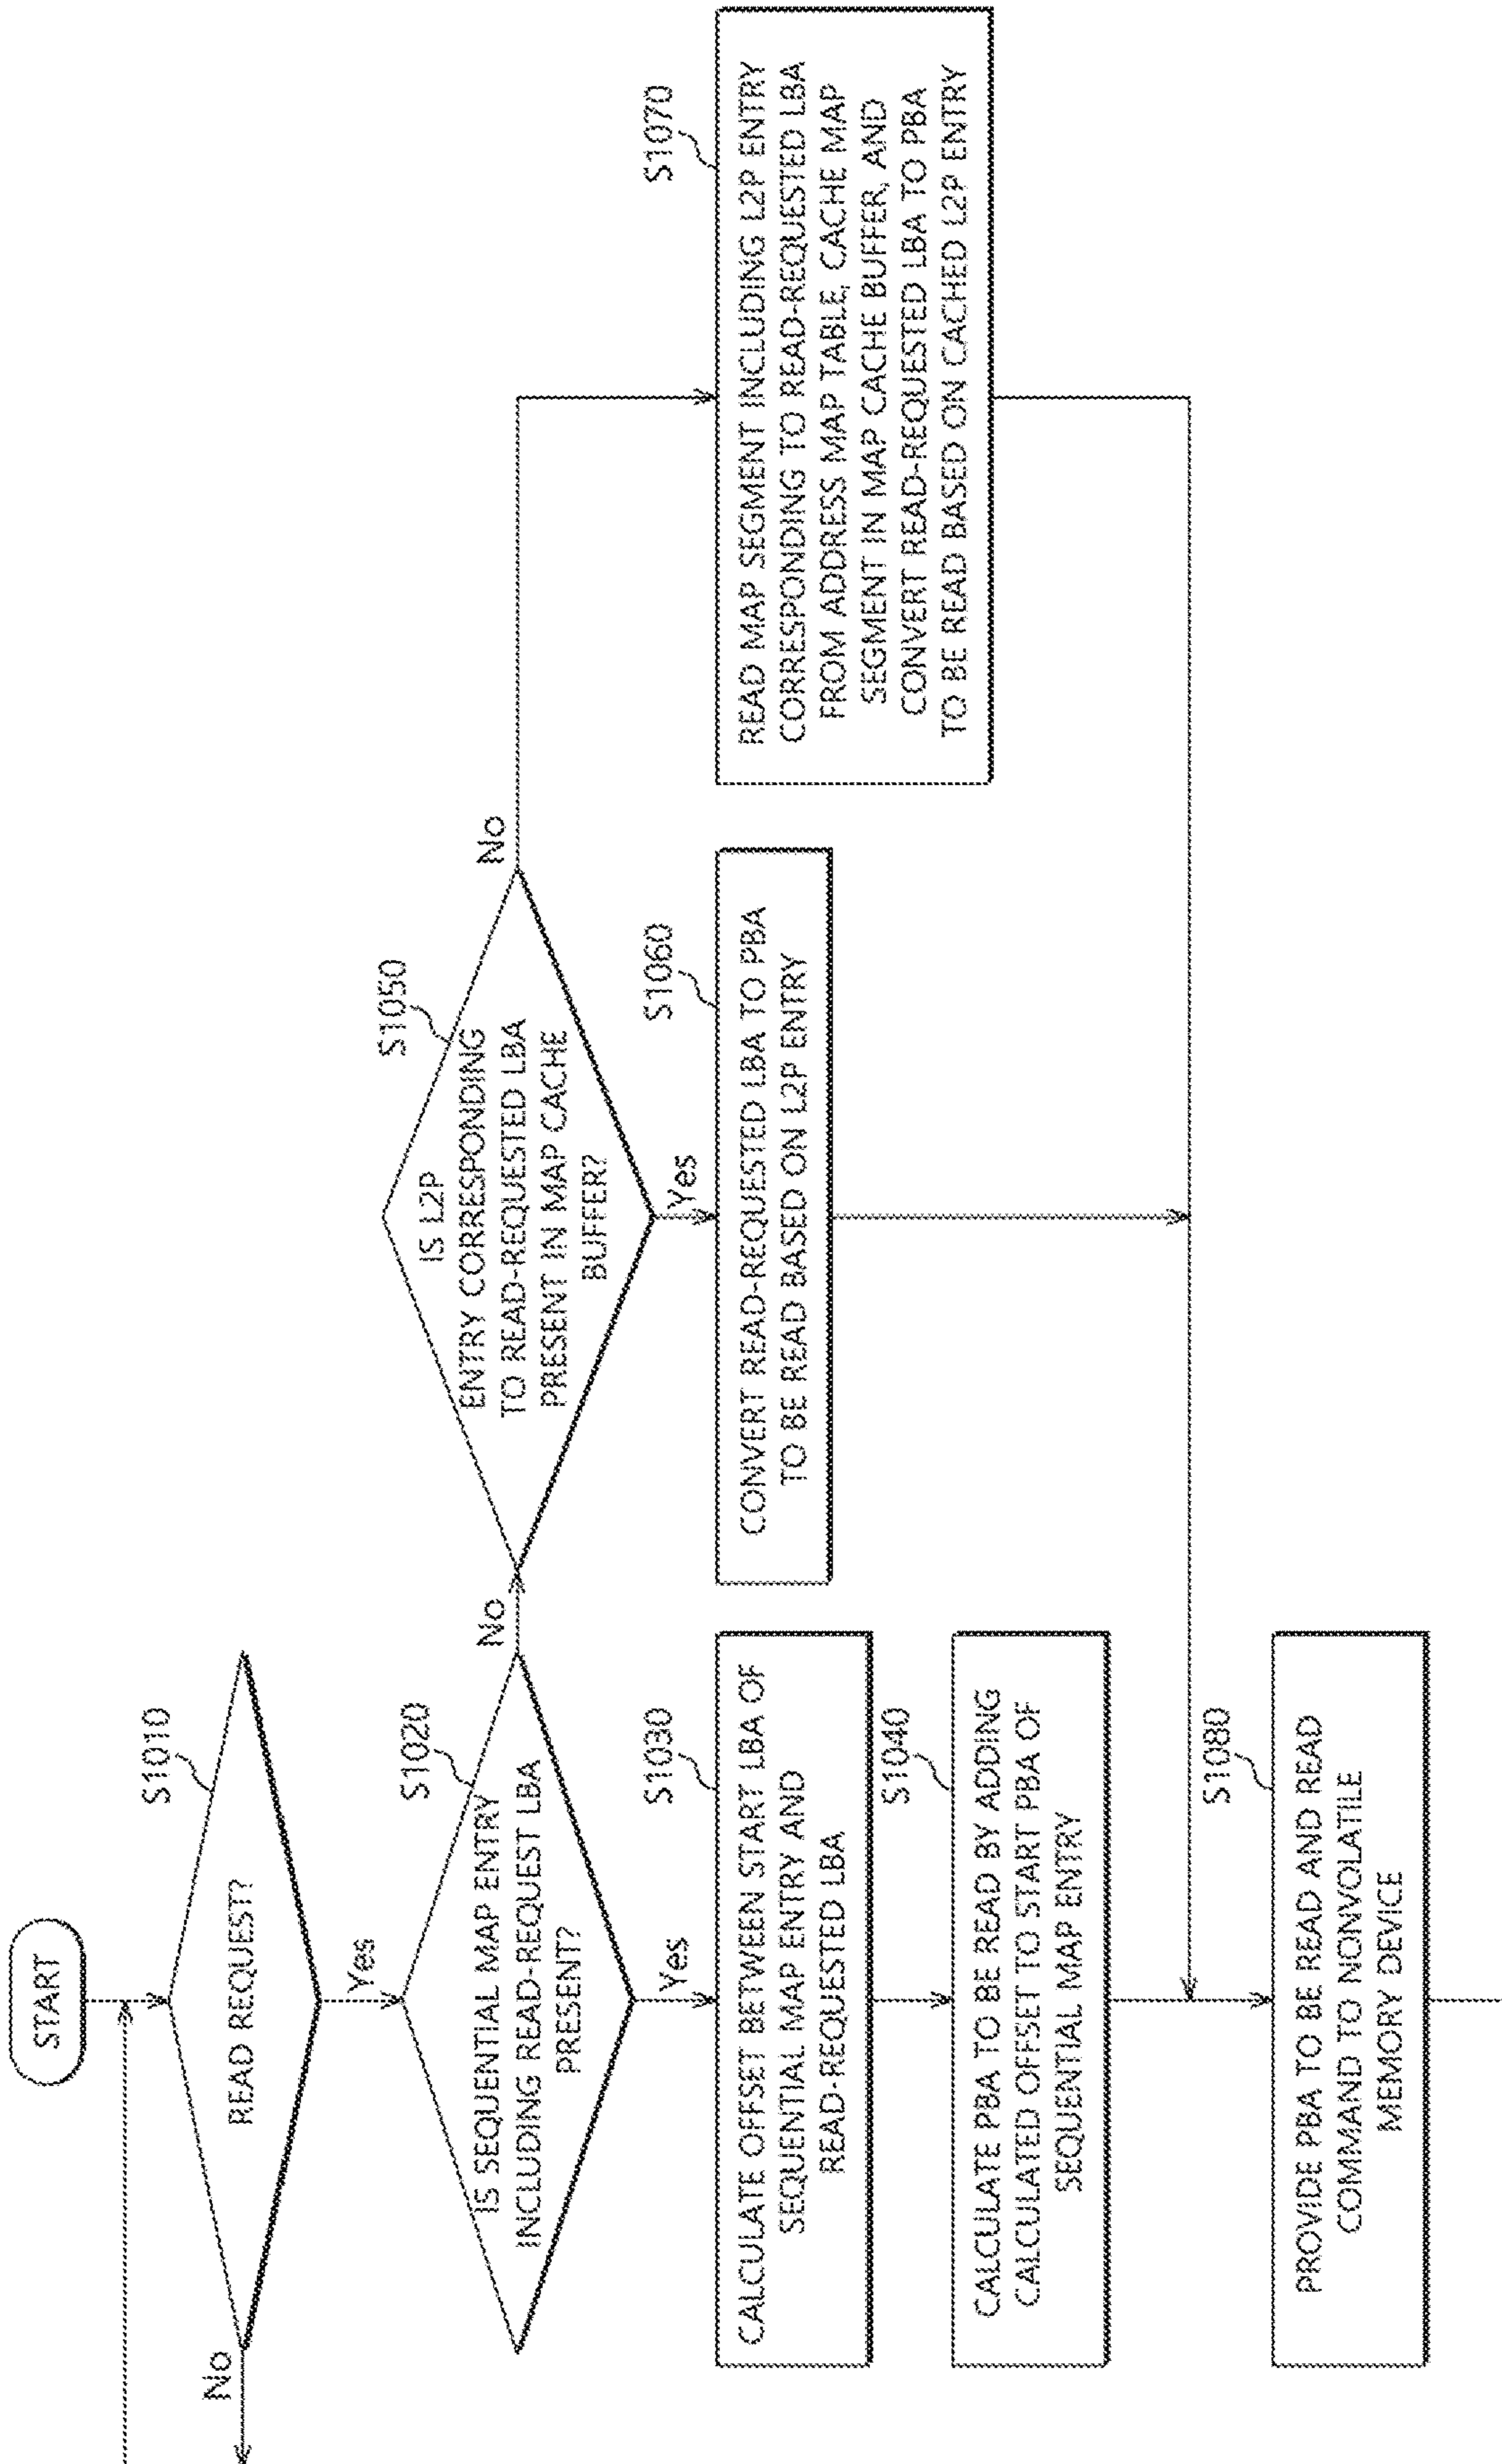 START
S1010
READ REQUEST?
No
Yes
S1020
IS SEQUENTIAL MAP ENTRY
INCLUDING READ-REQUEST LBA
PRESENT?
No
Yes
S1050
IS L2P
ENTRY CORRESPONDING
TO READ-REQUESTED LBA
PRESENT IN MAP CACHE
BUFFER?
No
Yes
S1030
CALCULATE OFFSET BETWEEN START LBA OF
SEQUENTIAL MAP ENTRY AND
READ-REQUESTED LBA
S1060
CONVERT READ-REQUESTED LBA TO PBA
TO BE READ BASED ON L2P ENTRY
S1070
READ MAP SEGMENT INCLUDING L2P ENTRY
CORRESPONDING TO READ-REQUESTED LBA
FROM ADDRESS MAP TABLE, CACHE MAP
SEGMENT IN MAP CACHE BUFFER, AND
CONVERT READ-REQUESTED LBA TO PBA
TO BE READ BASED ON CACHED L2P ENTRY
S1040
CALCULATE PBA TO BE READ BY ADDING
CALCULATED OFFSET TO START PBA OF
SEQUENTIAL MAP ENTRY
S1080
PROVIDE PBA TO BE READ AND READ
COMMAND TO NONVOLATILE
MEMORY DEVICE